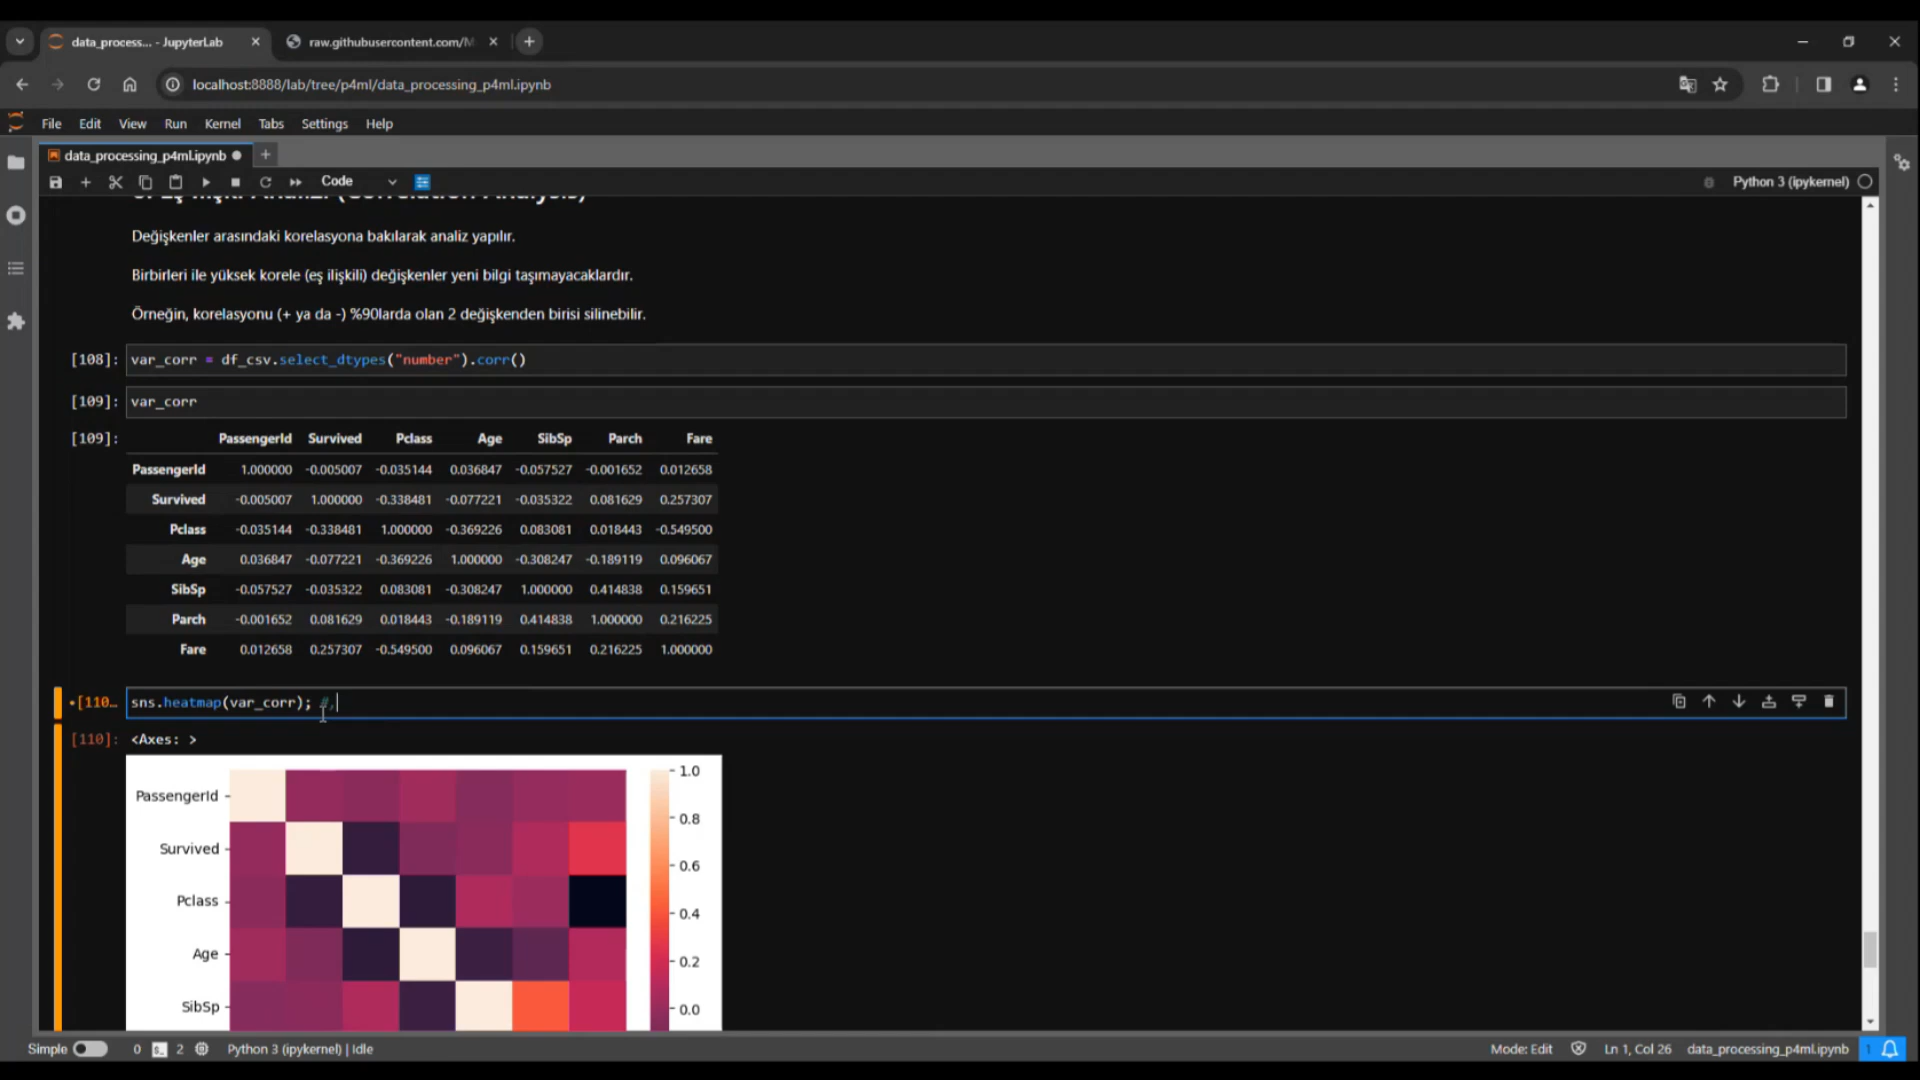 data_process... - JupyterLab
raw.githubusercontent.com/M
localhost:8888/lab/tree/p4ml/data_processing_p4ml.ipynb
File Edit View Run Kernel Tabs Settings Help
data_processing_p4ml.ipynb
Code
Python 3 (ipykernel)
Değişkenler arasındaki korelasyona bakılarak analiz yapılır.
Birbirleri ile yüksek korele (eş ilişkili) değişkenler yeni bilgi taşımayacaklardır.
Örneğin, korelasyonu (+ ya da -) %90larda olan 2 değişkenden birisi silinebilir.
[108]: var_corr = df_csv.select_dtypes("number").corr()
[109]: var_corr
[109]: PassengerId Survived Pclass Age SibSp Parch Fare
PassengerId 1.000000 -0.005007 -0.035144 0.036847 -0.057527 -0.001652 0.012658
Survived -0.005007 1.000000 -0.338481 -0.077221 -0.035322 0.081629 0.257307
Pclass -0.035144 -0.338481 1.000000 -0.369226 0.083081 0.018443 -0.549500
Age 0.036847 -0.077221 -0.369226 1.000000 -0.308247 -0.189119 0.096067
SibSp -0.057527 -0.035322 0.083081 -0.308247 1.000000 0.414838 0.159651
Parch -0.001652 0.081629 0.018443 -0.189119 0.414838 1.000000 0.216225
Fare 0.012658 0.257307 -0.549500 0.096067 0.159651 0.216225 1.000000
•[110… sns.heatmap(var_corr); #,
[110]: <Axes: >
PassengerId
Survived
Pclass
Age
SibSp
1.0
0.8
0.6
0.4
0.2
0.0
Simple 0 2 Python 3 (ipykernel) | Idle Mode: Edit Ln 1, Col 26 data_processing_p4ml.ipynb 1